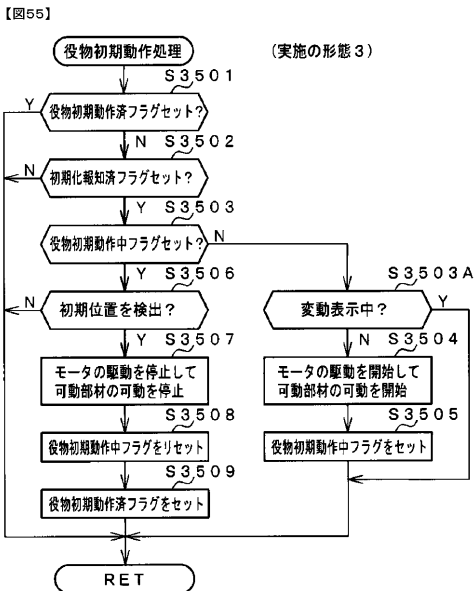 【図55】
役物初期動作処理
（実施の形態３）
Ｓ３５０１
Ｙ
役物初期動作済フラグセット？
Ｎ
Ｓ３５０２
Ｎ
初期化報知済フラグセット？
Ｙ
Ｓ３５０３
役物初期動作中フラグセット？
Ｎ
Ｙ
Ｓ３５０６
Ｓ３５０３Ａ
Ｎ
初期位置を検出？
変動表示中？
Ｙ
Ｙ
Ｓ３５０７
Ｎ
Ｓ３５０４
モータの駆動を停止して
可動部材の可動を停止
モータの駆動を開始して
可動部材の可動を開始
Ｓ３５０８
Ｓ３５０５
役物初期動作中フラグをリセット
役物初期動作中フラグをセット
Ｓ３５０９
役物初期動作済フラグをセット
ＲＥＴ